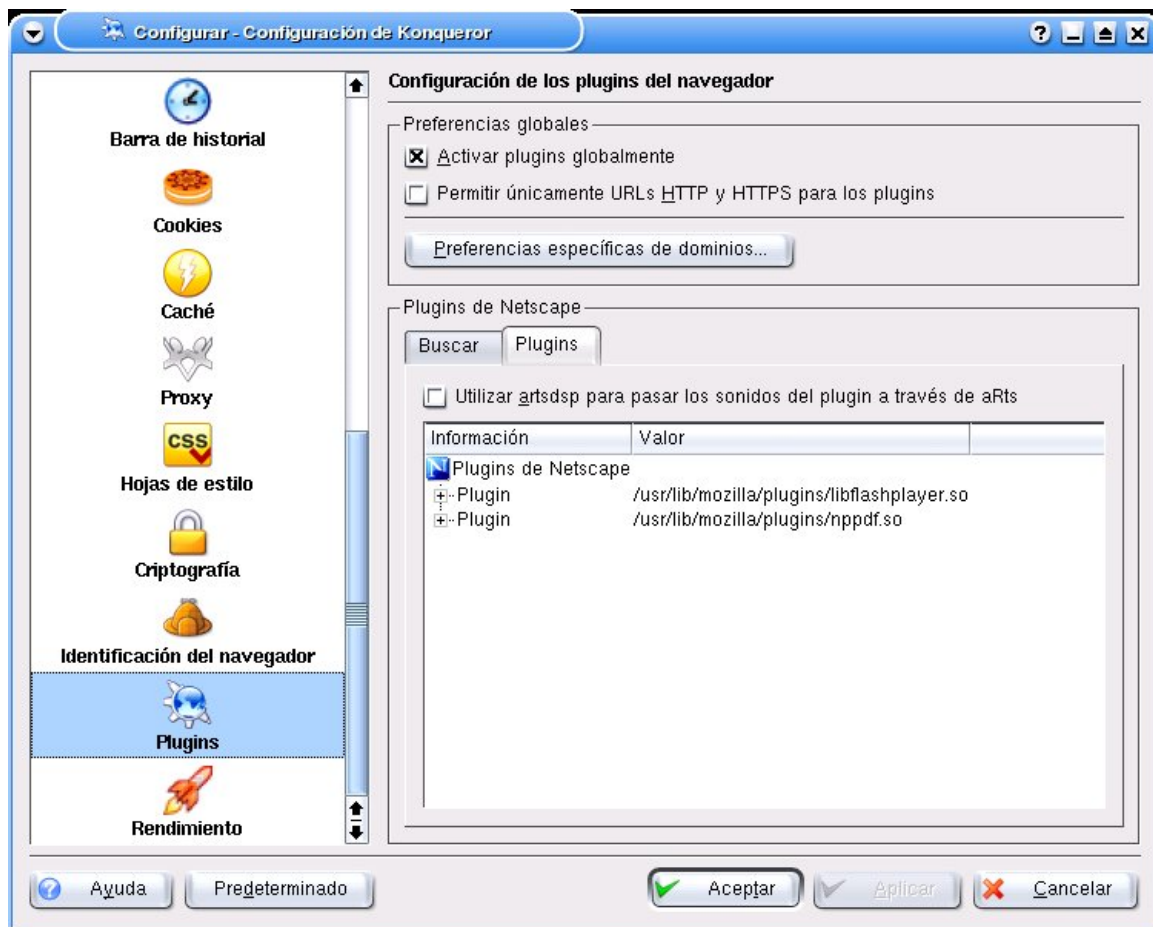 Configurar - Configuración de Konqueror
Barra de historial
Cookies
Caché
Proxy
CSS
Hojas de estilo
Criptografía
Identificación del navegador
Plugins
Rendimiento
Configuración de los plugins del navegador
Preferencias globales
Activar plugins globalmente
Permitir únicamente URLs HTTP y HTTPS para los plugins
Preferencias específicas de dominios...
Plugins de Netscape
Buscar Plugins
Utilizar artsdsp para pasar los sonidos del plugin a través de aRts
Información Valor
N Plugins de Netscape
Plugin /usr/lib/mozilla/plugins/libflashplayer.so
Plugin /usr/lib/mozilla/plugins/nppdf.so
Ayuda Predeterminado Aceptar Aplicar Cancelar